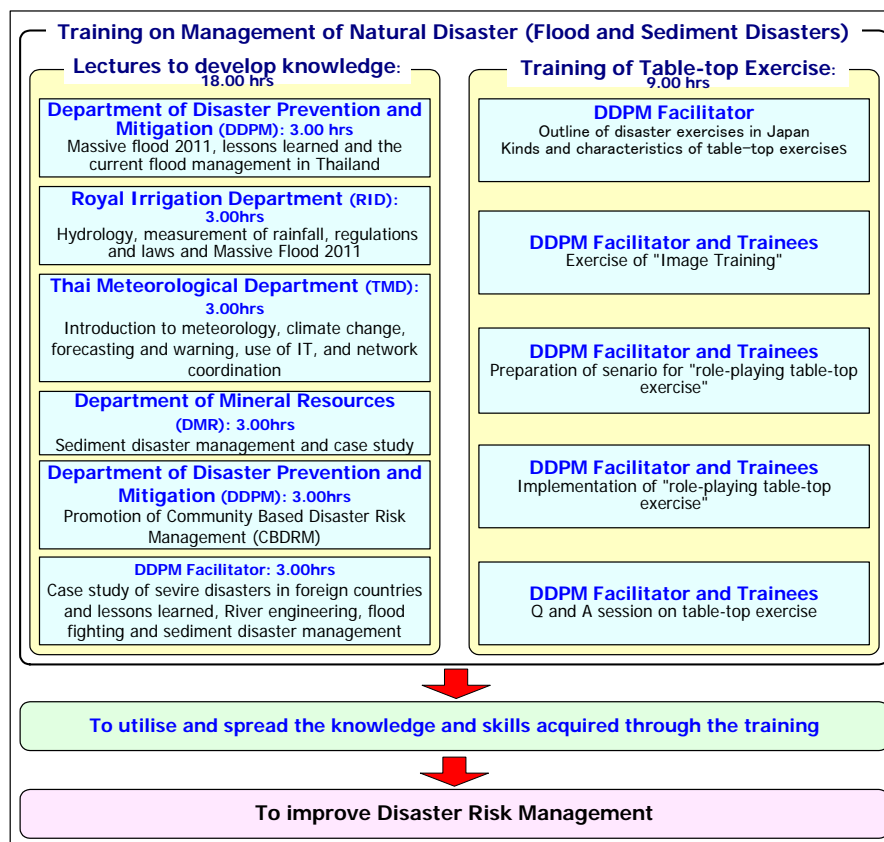 Training on Management of Natural Disaster (Flood and Sediment Disasters)
Lectures to develop knowledge:
18.00 hrs
Department of Disaster Prevention and
Mitigation (DDPM): 3.00 hrs
Massive flood 2011, lessons learned and the
current flood management in Thailand
Royal Irrigation Department (RID):
3.00hrs
Hydrology, measurement of rainfall, regulations
and laws and Massive Flood 2011
Thai Meteorological Department (TMD):
3.00hrs
Introduction to meteorology, climate change,
forecasting and warning, use of IT, and network
coordination
Department of Mineral Resources
(DMR): 3.00hrs
Sediment disaster management and case study
Department of Disaster Prevention and
Mitigation (DDPM): 3.00hrs
Promotion of Community Based Disaster Risk
Management (CBDRM)
DDPM Facilitator: 3.00hrs
Case study of sevire disasters in foreign countries
and lessons learned, River engineering, flood
fighting and sediment disaster management
Training of Table-top Exercise:
9.00 hrs
DDPM Facilitator
Outline of disaster exercises in Japan
Kinds and characteristics of table-top exercises
DDPM Facilitator and Trainees
Exercise of "Image Training"
DDPM Facilitator and Trainees
Preparation of senario for "role-playing table-top
exercise"
DDPM Facilitator and Trainees
Implementation of "role-playing table-top
exercise"
DDPM Facilitator and Trainees
Q and A session on table-top exercise
To utilise and spread the knowledge and skills acquired through the training
To improve Disaster Risk Management